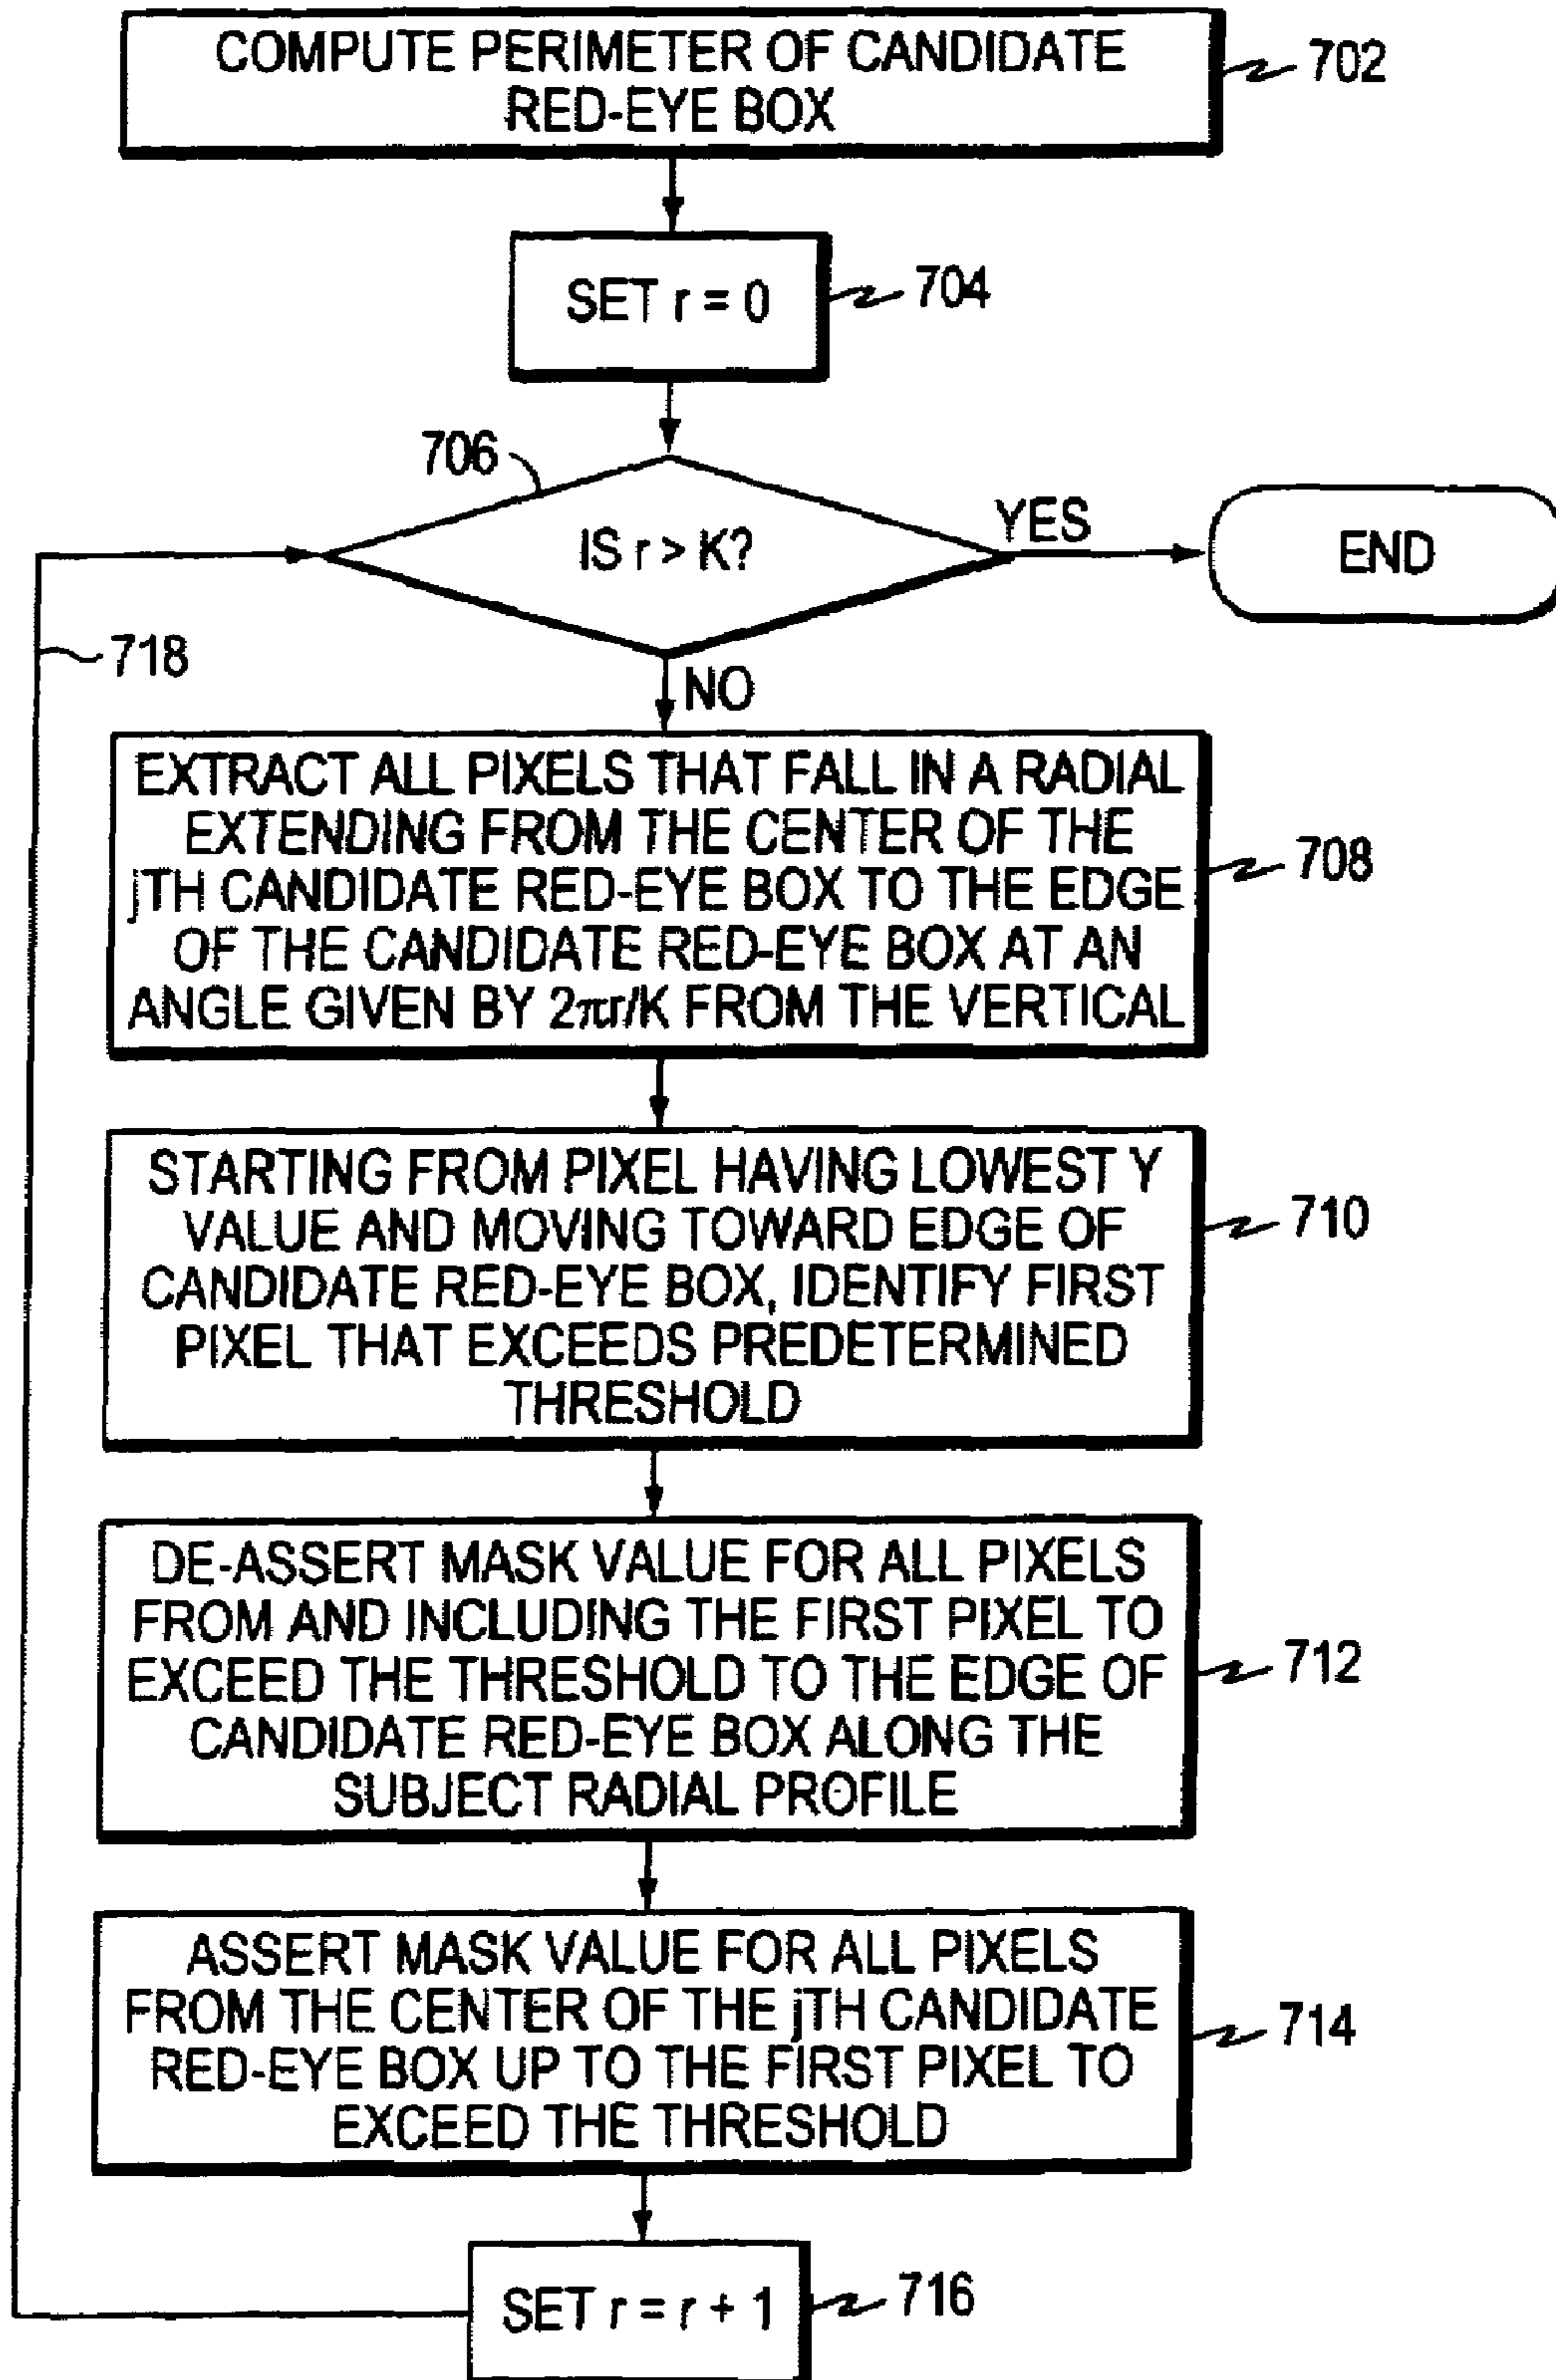 COMPUTE PERIMETER OF CANDIDATE
RED-EYE BOX
702
SET r = 0
704
706
IS r > K?
YES
END
718
NO
EXTRACT ALL PIXELS THAT FALL IN A RADIAL
EXTENDING FROM THE CENTER OF THE
jTH CANDIDATE RED-EYE BOX TO THE EDGE
OF THE CANDIDATE RED-EYE BOX AT AN
ANGLE GIVEN BY 2πr/K FROM THE VERTICAL
708
STARTING FROM PIXEL HAVING LOWEST Y
VALUE AND MOVING TOWARD EDGE OF
CANDIDATE RED-EYE BOX, IDENTIFY FIRST
PIXEL THAT EXCEEDS PREDETERMINED
THRESHOLD
710
DE-ASSERT MASK VALUE FOR ALL PIXELS
FROM AND INCLUDING THE FIRST PIXEL TO
EXCEED THE THRESHOLD TO THE EDGE OF
CANDIDATE RED-EYE BOX ALONG THE
SUBJECT RADIAL PROFILE
712
ASSERT MASK VALUE FOR ALL PIXELS
FROM THE CENTER OF THE jTH CANDIDATE
RED-EYE BOX UP TO THE FIRST PIXEL TO
EXCEED THE THRESHOLD
714
SET r = r + 1
716